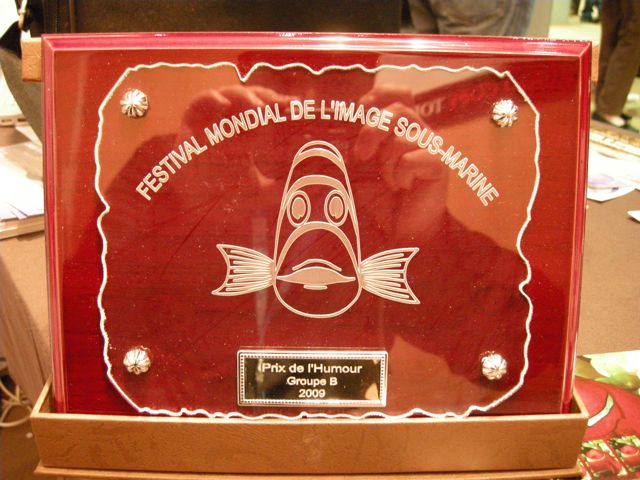 FESTIVAL MONDIAL DE L'IMAGE SOUS-MARINE
Prix de l'Humour
Groupe B
2009